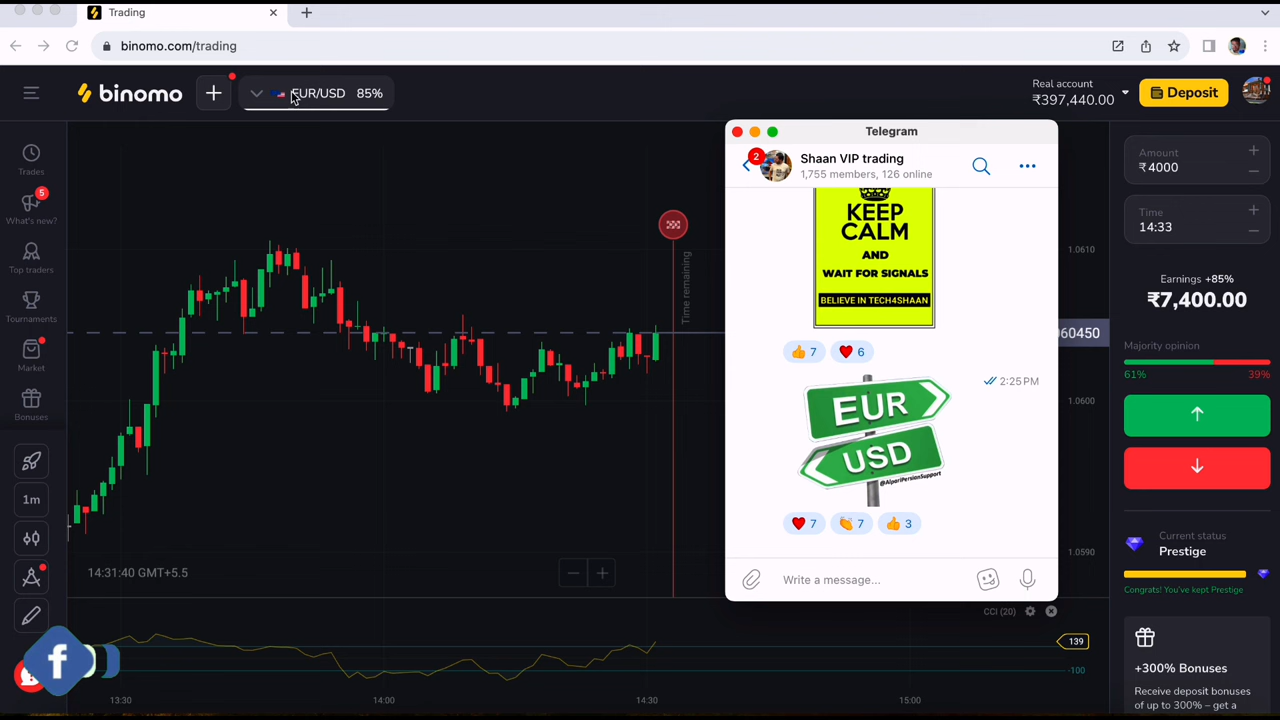 Trading
binomo.com/trading
binomo
EUR/USD 85%
Real account
₹397,440.00
Deposit
Trades
5
What's new?
Top traders
Tournaments
Market
Bonuses
1m
14:31:40 GMT+5.5
Time remaining
Telegram
2
Shaan VIP trading
1,755 members, 126 online
KEEP
CALM
AND
WAIT FOR SIGNALS
BELIEVE IN TECH4SHAAN
7
6
2:25 PM
EUR
USD
@AlpariPersianSupport
7
7
3
Write a message...
1.0610
060450
1.0600
1.0590
Amount
₹4000
Time
14:33
Earnings +85%
₹7,400.00
Majority opinion
61%
39%
Current status
Prestige
Congrats! You've kept Prestige
+300% Bonuses
Receive deposit bonuses
of up to 300% – get a
CCI (20)
139
-100
13:30
14:00
14:30
15:00
f